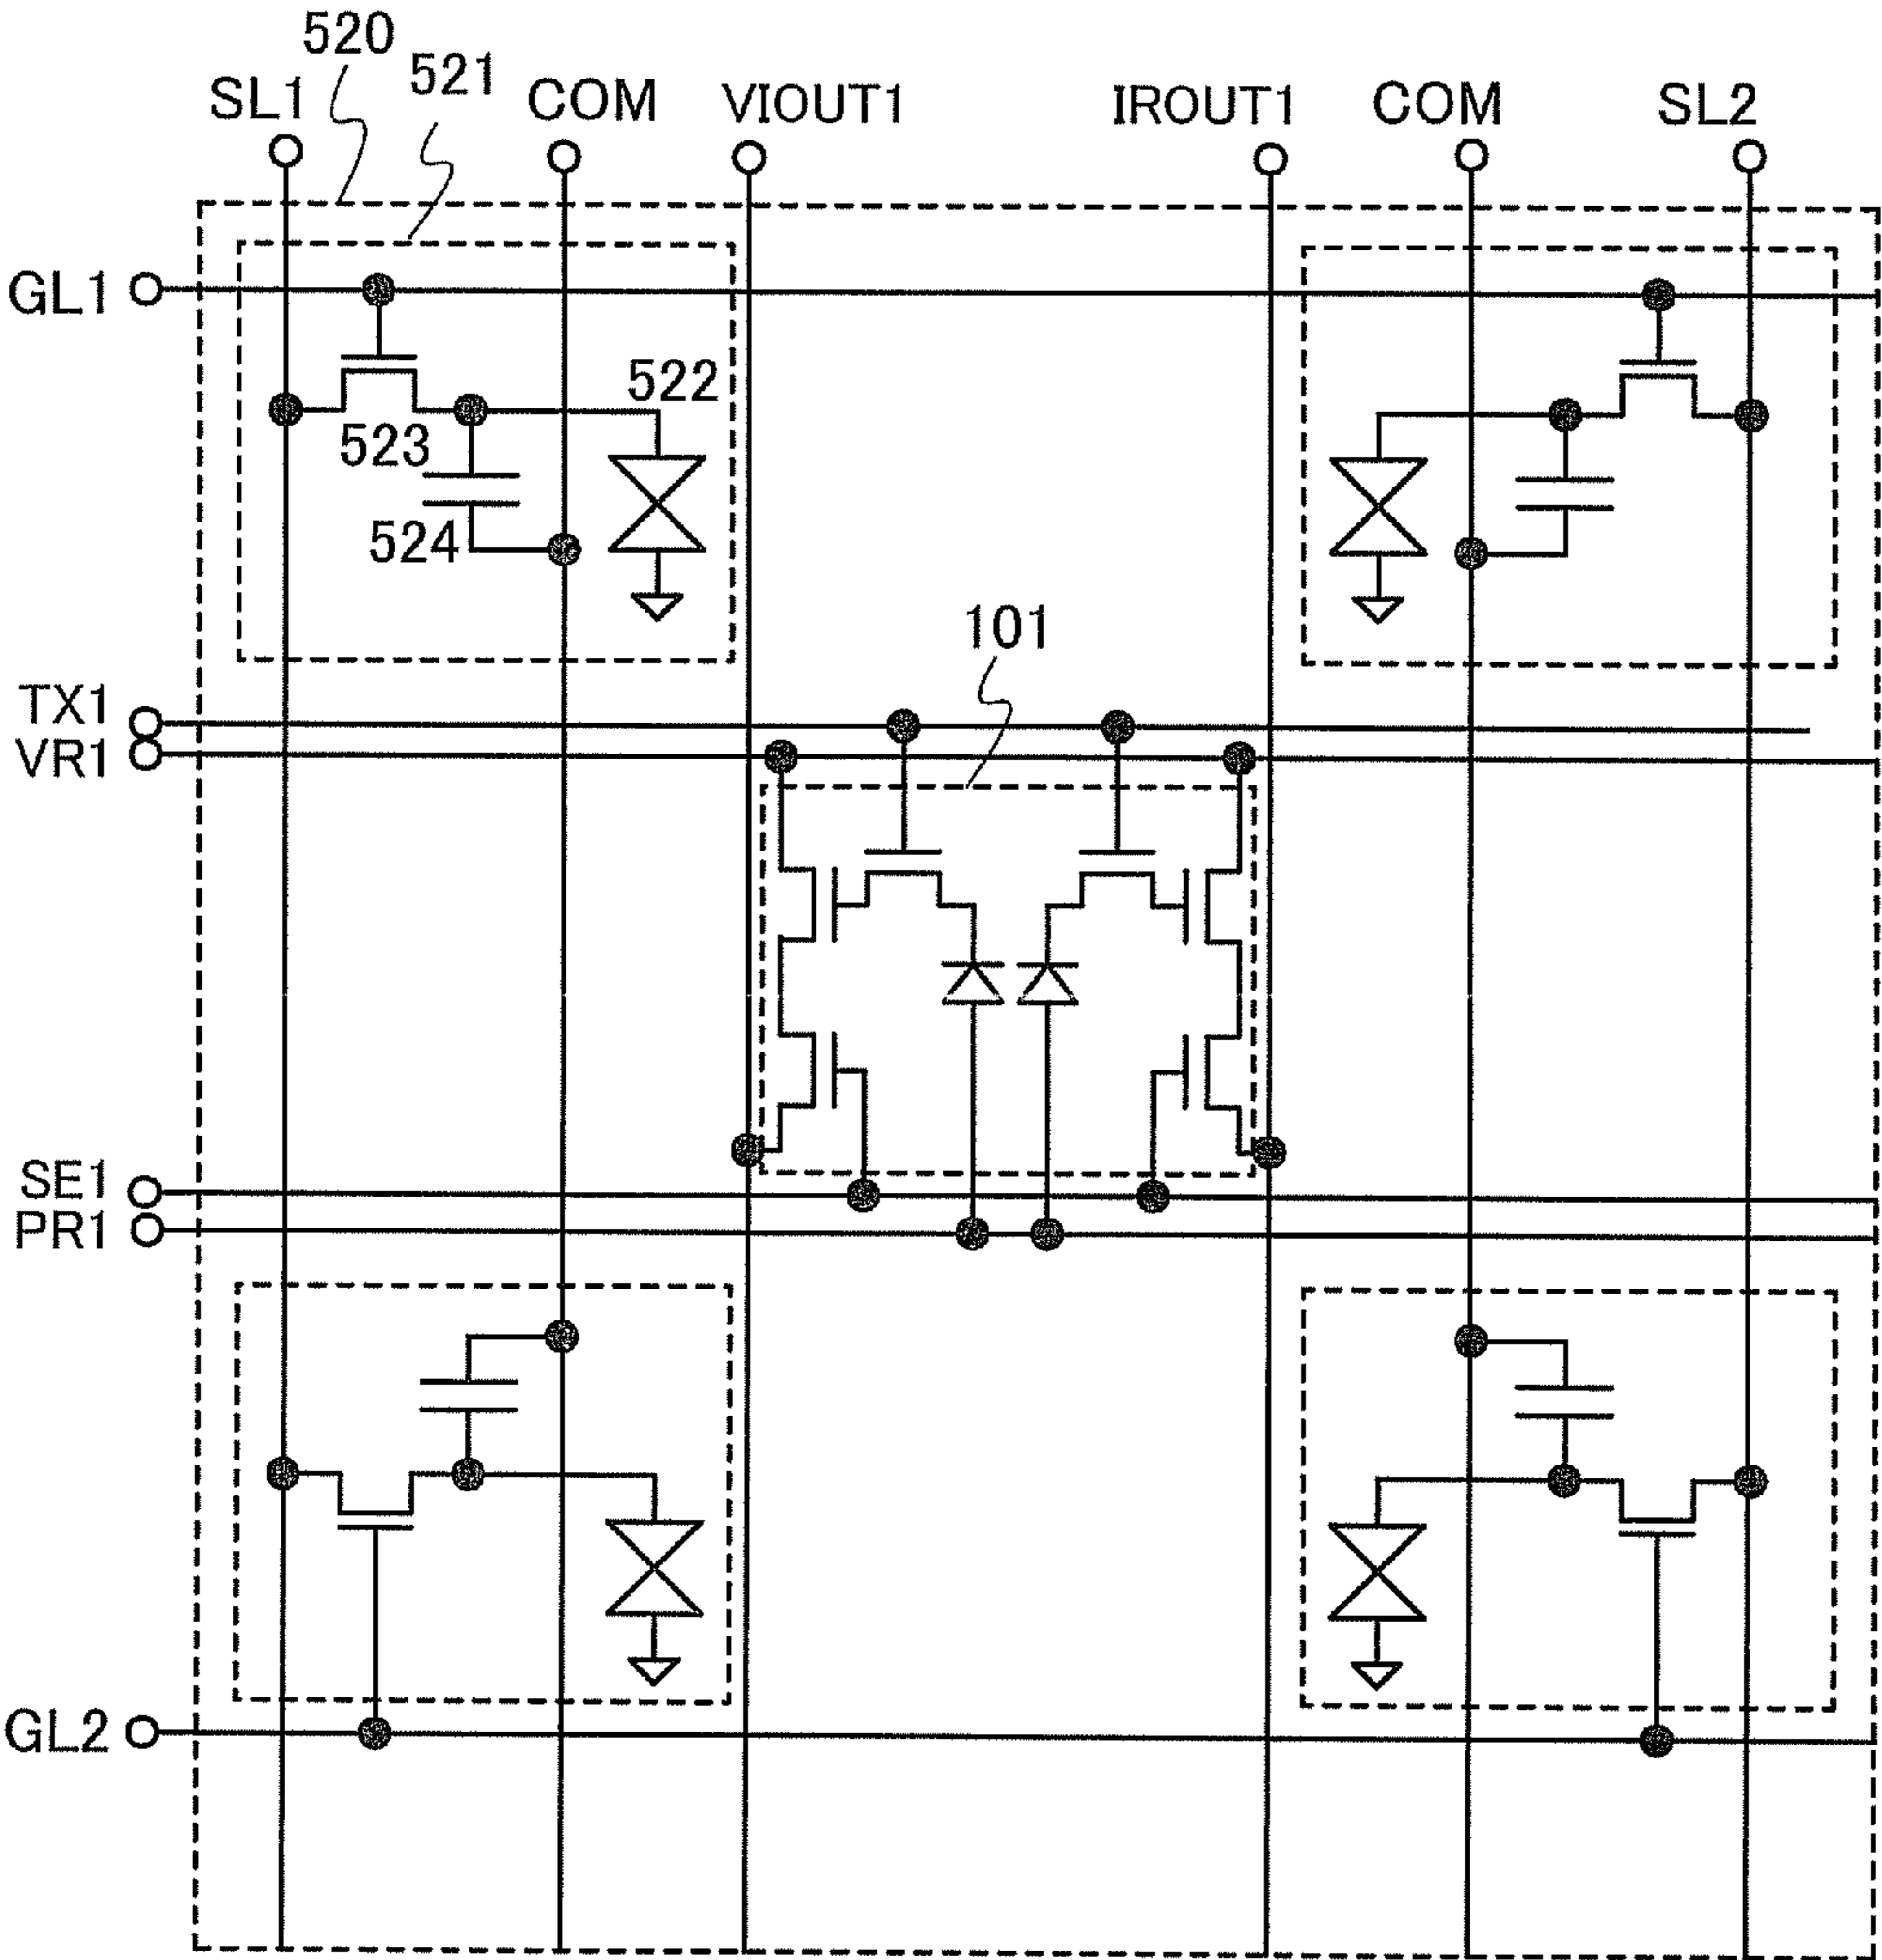 520
521
SL1
COM
VIOUT1
IROUT1
COM
SL2
GL1
522
523
524
101
TX1
VR1
SE1
PR1
GL2